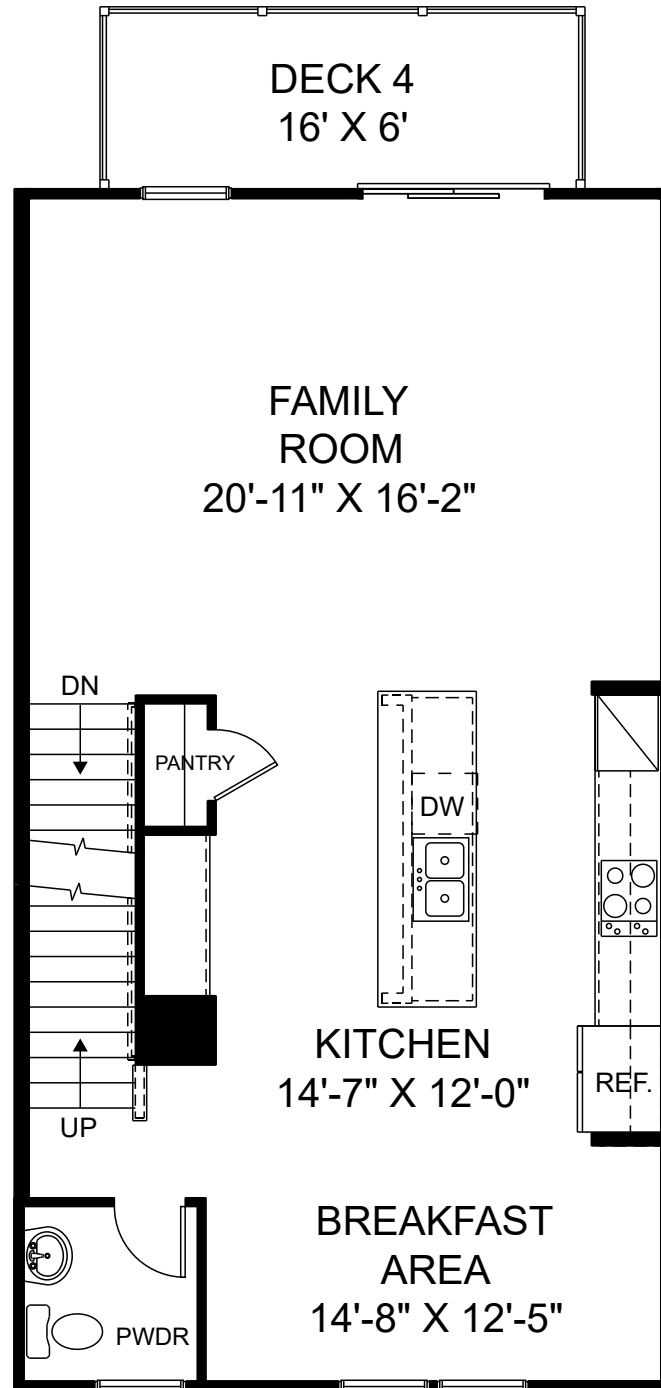 DECK 4
16' X 6'
FAMILY
ROOM
20'-11" X 16'-2"
DN
PANTRY
DW
KITCHEN
14'-7" X 12'-0"
REF.
UP
BREAKFAST
AREA
14'-8" X 12'-5"
PWDR